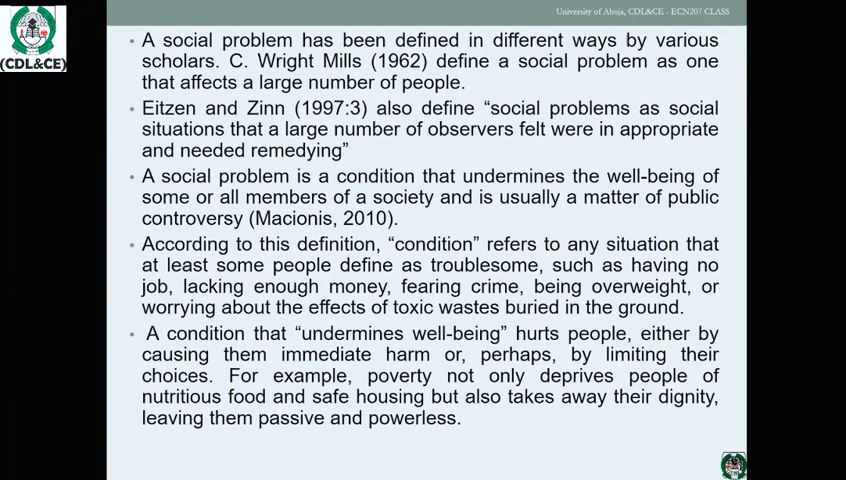 University of Abuja, CDL&CE - ECN207 CLASS
(CDL&CE)
• A social problem has been defined in different ways by various
scholars. C. Wright Mills (1962) define a social problem as one
that affects a large number of people.
• Eitzen and Zinn (1997:3) also define “social problems as social
situations that a large number of observers felt were in appropriate
and needed remedying”
• A social problem is a condition that undermines the well-being of
some or all members of a society and is usually a matter of public
controversy (Macionis, 2010).
• According to this definition, “condition” refers to any situation that
at least some people define as troublesome, such as having no
job, lacking enough money, fearing crime, being overweight, or
worrying about the effects of toxic wastes buried in the ground.
• A condition that “undermines well-being” hurts people, either by
causing them immediate harm or, perhaps, by limiting their
choices. For example, poverty not only deprives people of
nutritious food and safe housing but also takes away their dignity,
leaving them passive and powerless.